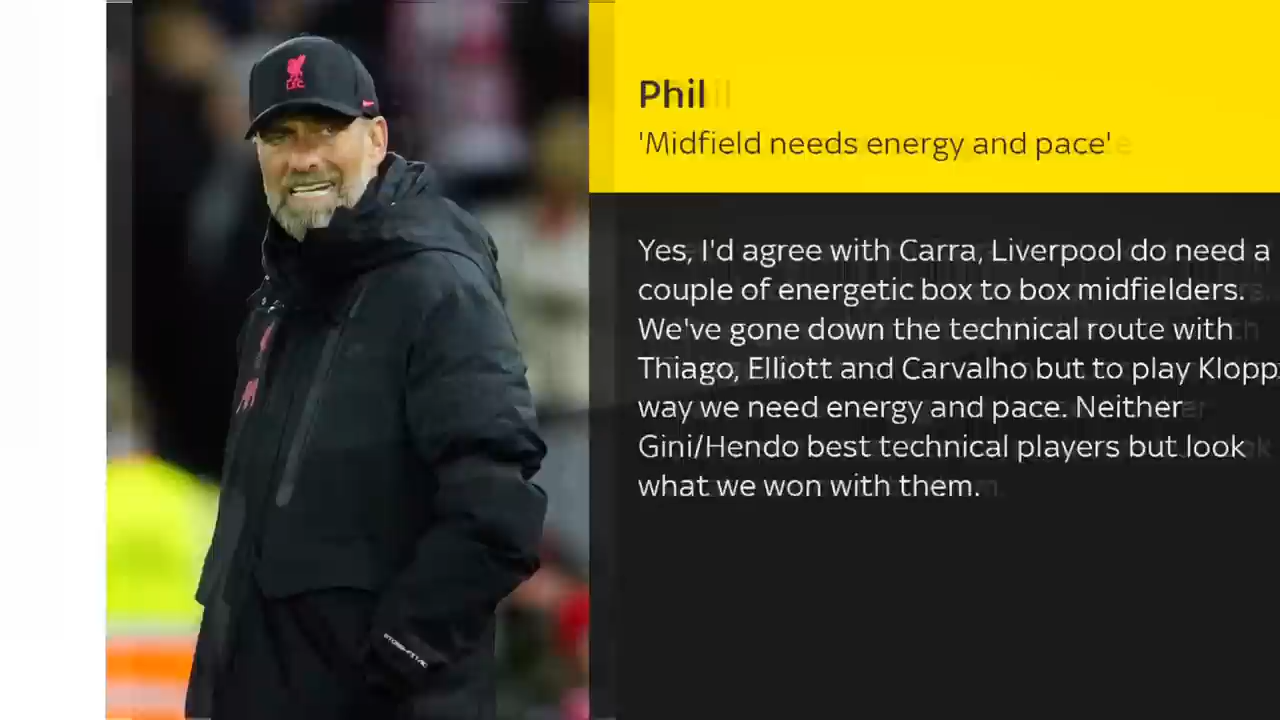 LFC
Phil
'Midfield needs energy and pace'
Yes, I'd agree with Carra, Liverpool do need a
couple of energetic box to box midfielders.
We've gone down the technical route with
Thiago, Elliott and Carvalho but to play Klopp
way we need energy and pace. Neither
Gini/Hendo best technical players but look
what we won with them.